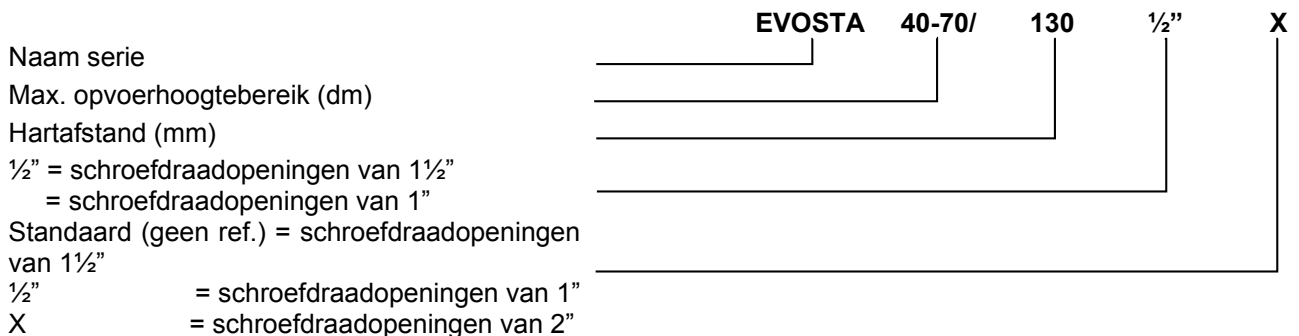 EVOSTA 40-70/ 130 ½” X
Naam serie
Max. opvoerhoogtebereik (dm)
Hartafstand (mm)
½” = schroefdraadopeningen van 1½”
= schroefdraadopeningen van 1”
Standaard (geen ref.) = schroefdraadopeningen
van 1½”
½” = schroefdraadopeningen van 1”
X = schroefdraadopeningen van 2”